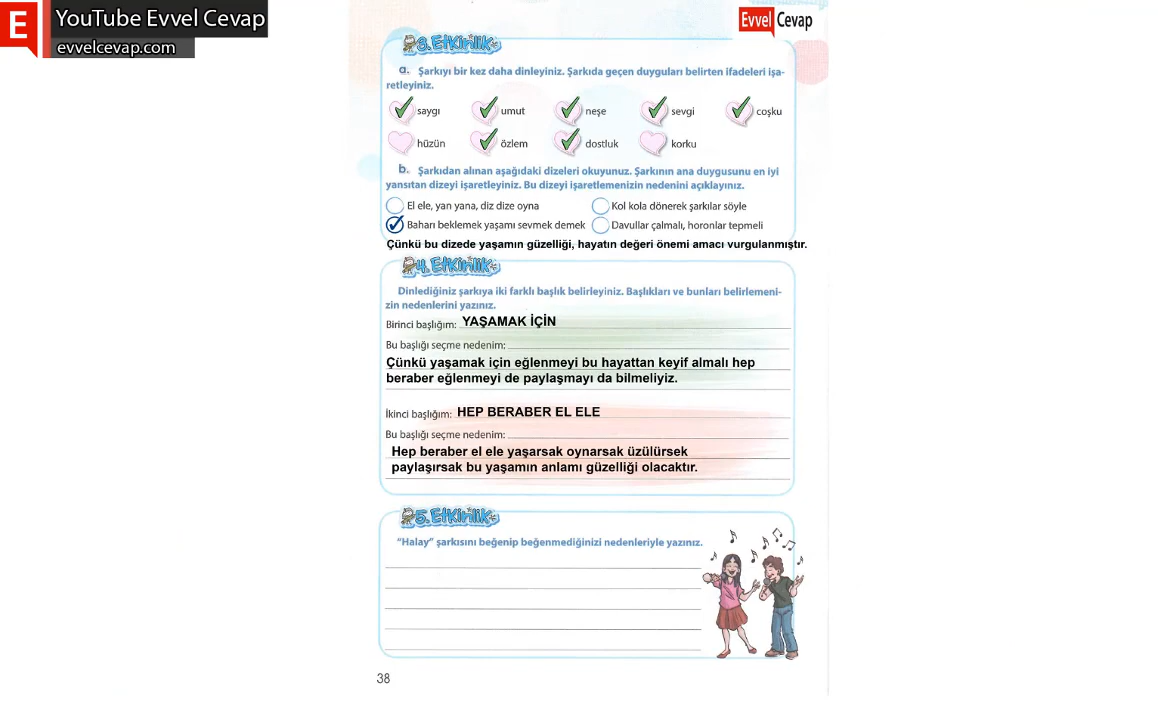 E YouTube Evvel Cevap
evvelcevap.com
Evvel Cevap
3. Etkinlik
a. Şarkıyı bir kez daha dinleyiniz. Şarkıda geçen duyguları belirten ifadeleri işa-
retleyiniz.
saygı umut neşe sevgi coşku
hüzün özlem dostluk korku
b. Şarkıdan alınan aşağıdaki dizeleri okuyunuz. Şarkının ana duygusunu en iyi
yansıtan dizeyi işaretleyiniz. Bu dizeyi işaretlemenizin nedenini açıklayınız.
El ele, yan yana, diz dize oyna Kol kola dönerek şarkılar söyle
Baharı beklemek yaşamı sevmek demek Davullar çalmalı, horonlar tepmeli
Çünkü bu dizede yaşamın güzelliği, hayatın değeri önemi amacı vurgulanmıştır.
4. Etkinlik
Dinlediğiniz şarkıya iki farklı başlık belirleyiniz. Başlıkları ve bunları belirlemeni-
zin nedenlerini yazınız.
Birinci başlığım: YAŞAMAK İÇİN
Bu başlığı seçme nedenim:
Çünkü yaşamak için eğlenmeyi bu hayattan keyif almalı hep
beraber eğlenmeyi de paylaşmayı da bilmeliyiz.
İkinci başlığım: HEP BERABER EL ELE
Bu başlığı seçme nedenim:
Hep beraber el ele yaşarsak oynarsak üzülürsek
paylaşırsak bu yaşamın anlamı güzelliği olacaktır.
5. Etkinlik
"Halay" şarkısını beğenip beğenmediğinizi nedenleriyle yazınız.
38